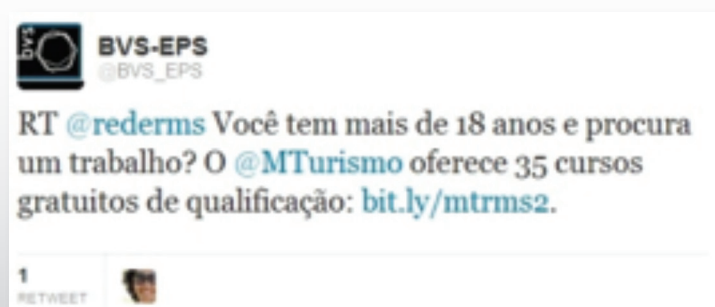 bvs
BVS-EPS
@BVS_EPS
RT @rederms Você tem mais de 18 anos e procura
um trabalho? O @MTurismo oferece 35 cursos
gratuitos de qualificação: bit.ly/mtrms2.
1
RETWEET